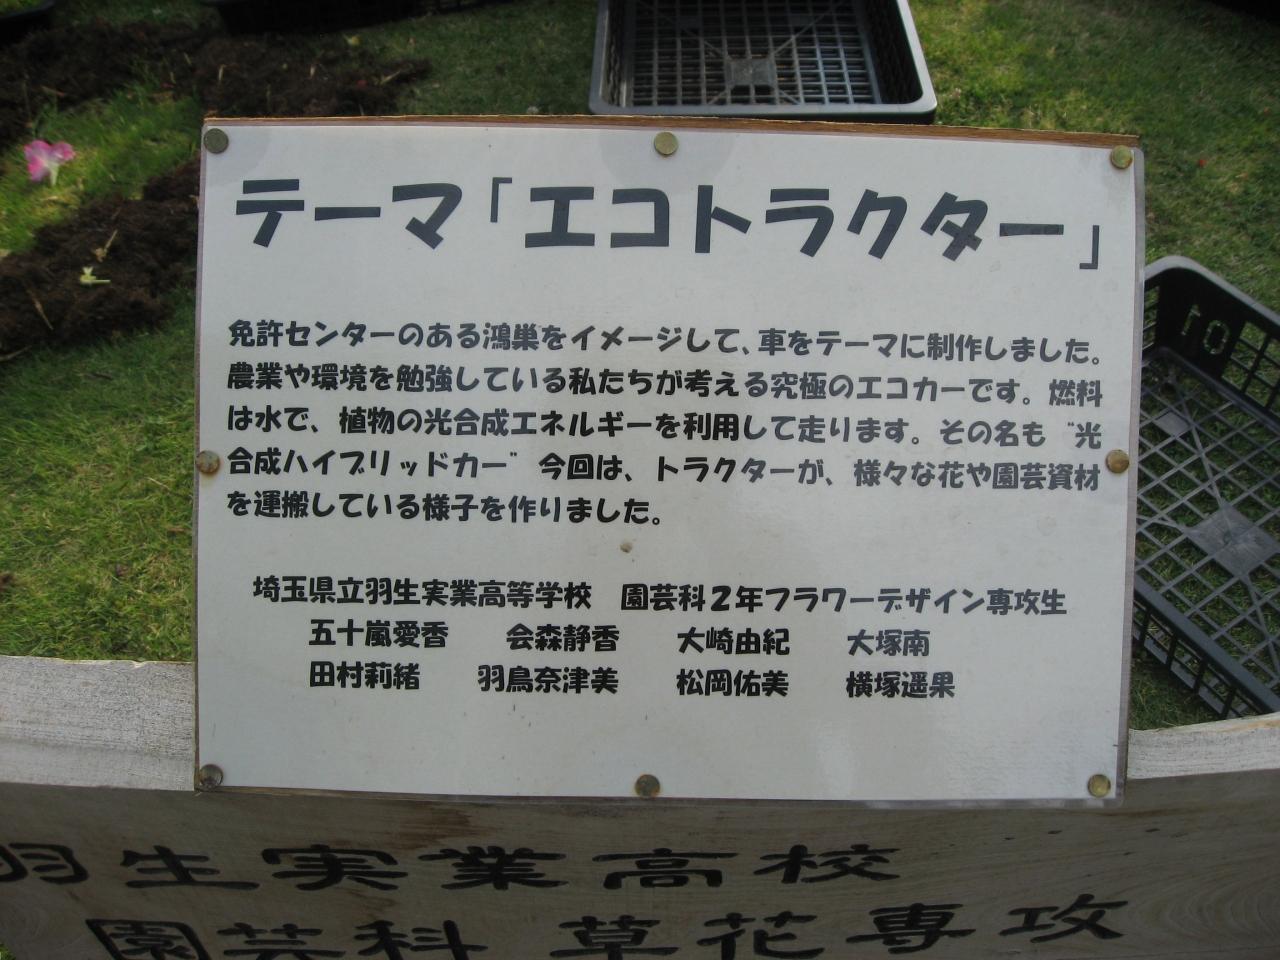 テーマ「エコトラクター」
免許センターのある鴻巣をイメージして、車をテーマに制作しました。
農業や環境を勉強している私たちが考える究極のエコカーです。燃料
は水で、植物の光合成エネルギーを利用して走ります。その名も〝光
合成ハイブリッドカー〟今回は、トラクターが、様々な花や園芸資材
を運搬している様子を作りました。
埼玉県立羽生実業高等学校　園芸科２年フラワーデザイン専攻生
五十嵐愛香　会森静香　大崎由紀　大塚南
田村莉緒　羽鳥奈津美　松岡佑美　横塚遥果
10
羽生実業高校
園芸科 草花専攻